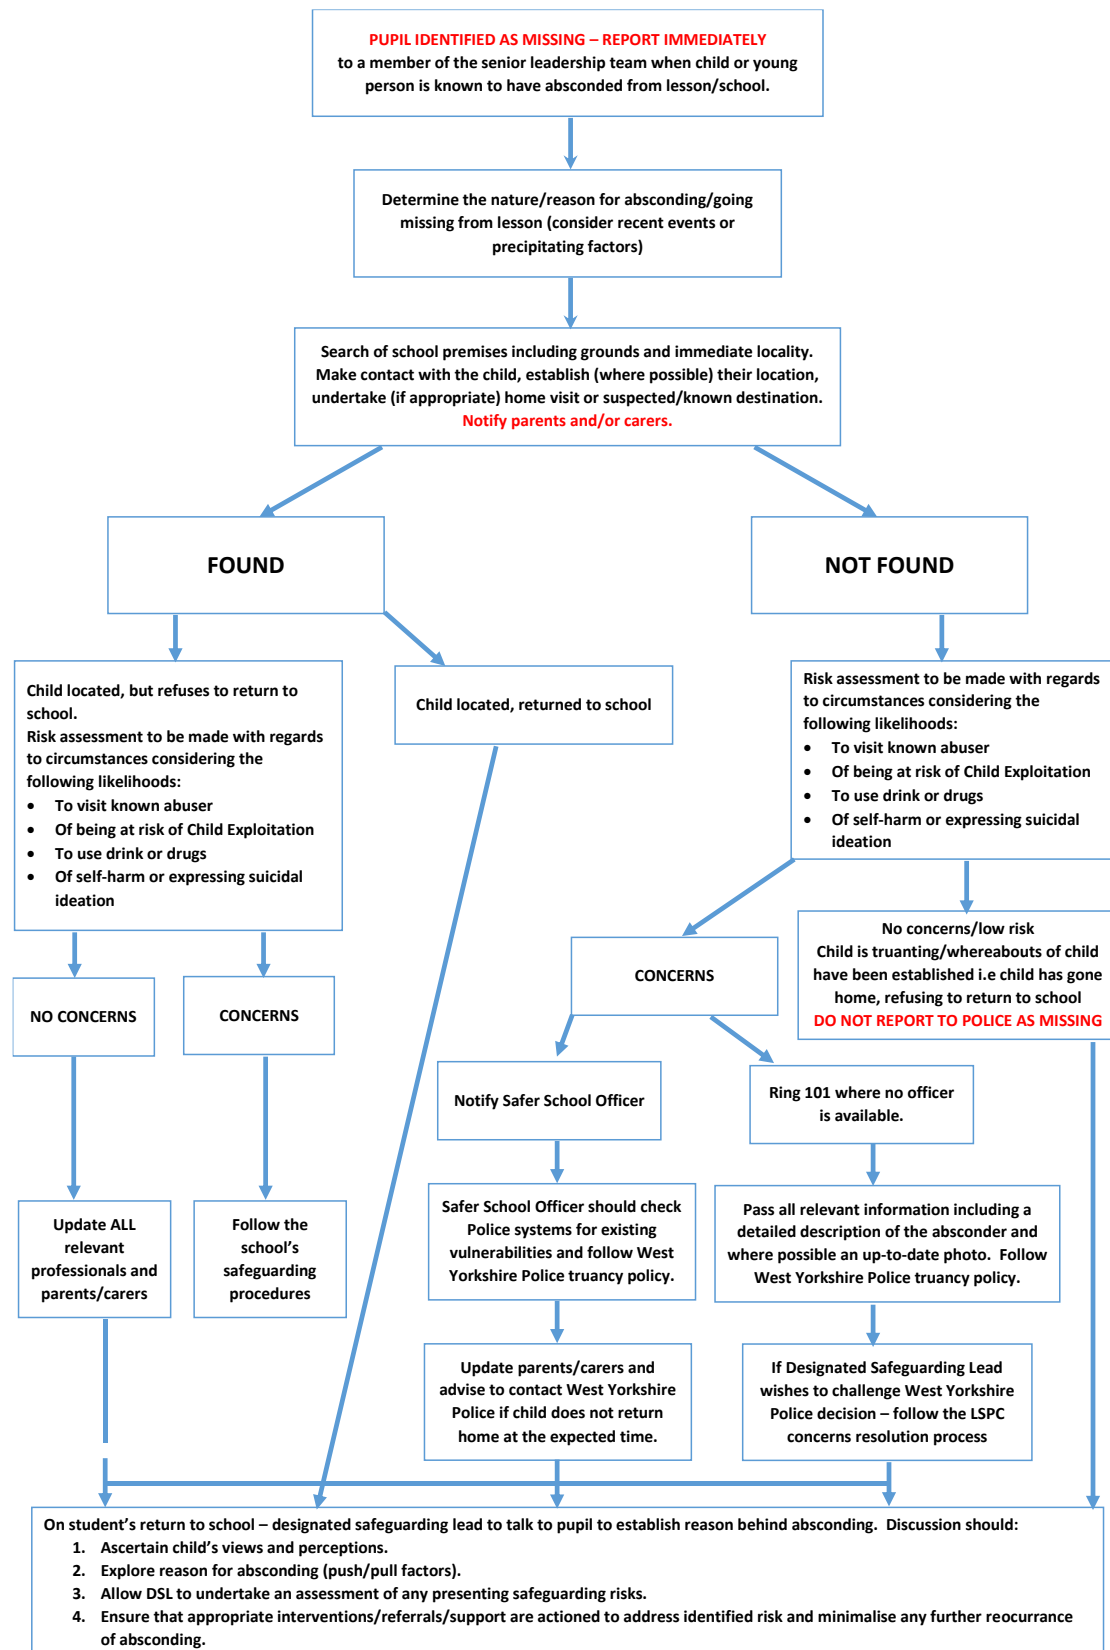 PUPIL IDENTIFIED AS MISSING – REPORT IMMEDIATELY
to a member of the senior leadership team when child or young
person is known to have absconded from lesson/school.
Determine the nature/reason for absconding/going
missing from lesson (consider recent events or
precipitating factors)
Search of school premises including grounds and immediate locality.
Make contact with the child, establish (where possible) their location,
undertake (if appropriate) home visit or suspected/known destination.
Notify parents and/or carers.
FOUND
NOT FOUND
Child located, but refuses to return to
school.
Risk assessment to be made with regards
to circumstances considering the
following likelihoods:
• To visit known abuser
• Of being at risk of Child Exploitation
• To use drink or drugs
• Of self-harm or expressing suicidal
ideation
Child located, returned to school
Risk assessment to be made with regards
to circumstances considering the
following likelihoods:
• To visit known abuser
• Of being at risk of Child Exploitation
• To use drink or drugs
• Of self-harm or expressing suicidal
ideation
NO CONCERNS
CONCERNS
CONCERNS
No concerns/low risk
Child is truanting/whereabouts of child
have been established i.e child has gone
home, refusing to return to school
DO NOT REPORT TO POLICE AS MISSING
Notify Safer School Officer
Ring 101 where no officer
is available.
Update ALL
relevant
professionals and
parents/carers
Follow the
school's
safeguarding
procedures
Safer School Officer should check
Police systems for existing
vulnerabilities and follow West
Yorkshire Police truancy policy.
Pass all relevant information including a
detailed description of the absconder and
where possible an up-to-date photo. Follow
West Yorkshire Police truancy policy.
Update parents/carers and
advise to contact West Yorkshire
Police if child does not return
home at the expected time.
If Designated Safeguarding Lead
wishes to challenge West Yorkshire
Police decision – follow the LSPC
concerns resolution process
On student's return to school – designated safeguarding lead to talk to pupil to establish reason behind absconding. Discussion should:
1. Ascertain child's views and perceptions.
2. Explore reason for absconding (push/pull factors).
3. Allow DSL to undertake an assessment of any presenting safeguarding risks.
4. Ensure that appropriate interventions/referrals/support are actioned to address identified risk and minimalise any further reocurrance
of absconding.